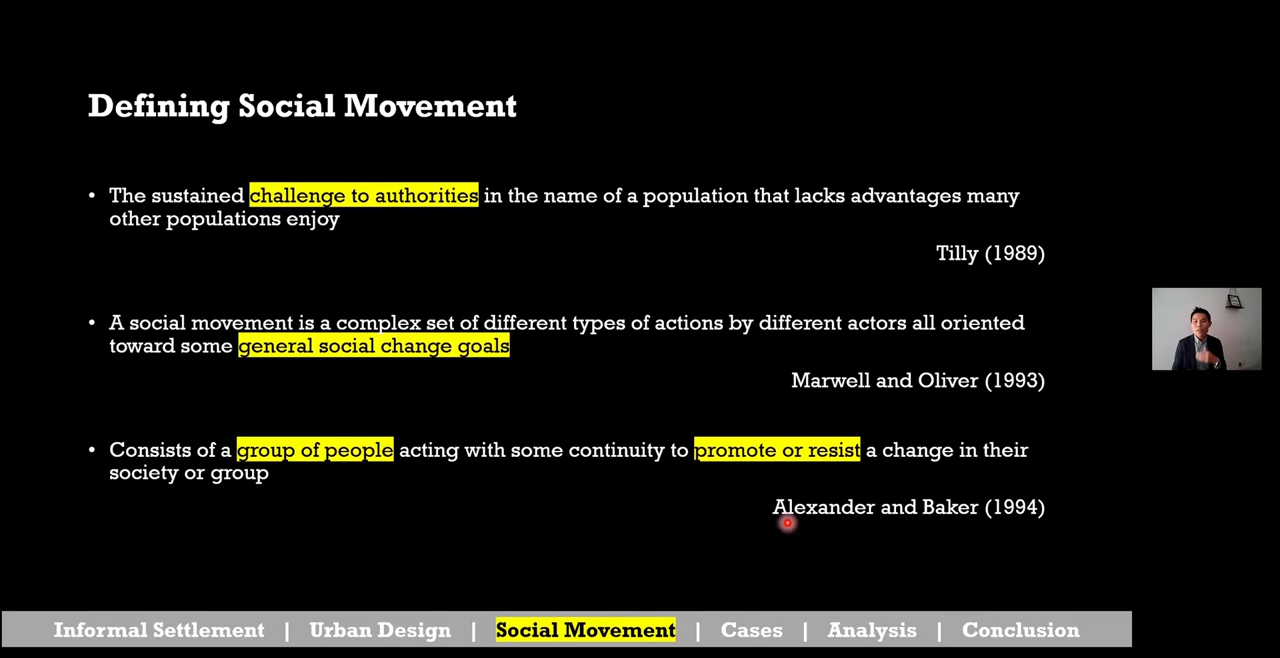 Defining Social Movement
• The sustained challenge to authorities in the name of a population that lacks advantages many
other populations enjoy
Tilly (1989)
• A social movement is a complex set of different types of actions by different actors all oriented
toward some general social change goals
Marwell and Oliver (1993)
• Consists of a group of people acting with some continuity to promote or resist a change in their
society or group
Alexander and Baker (1994)
Informal Settlement | Urban Design | Social Movement | Cases | Analysis | Conclusion